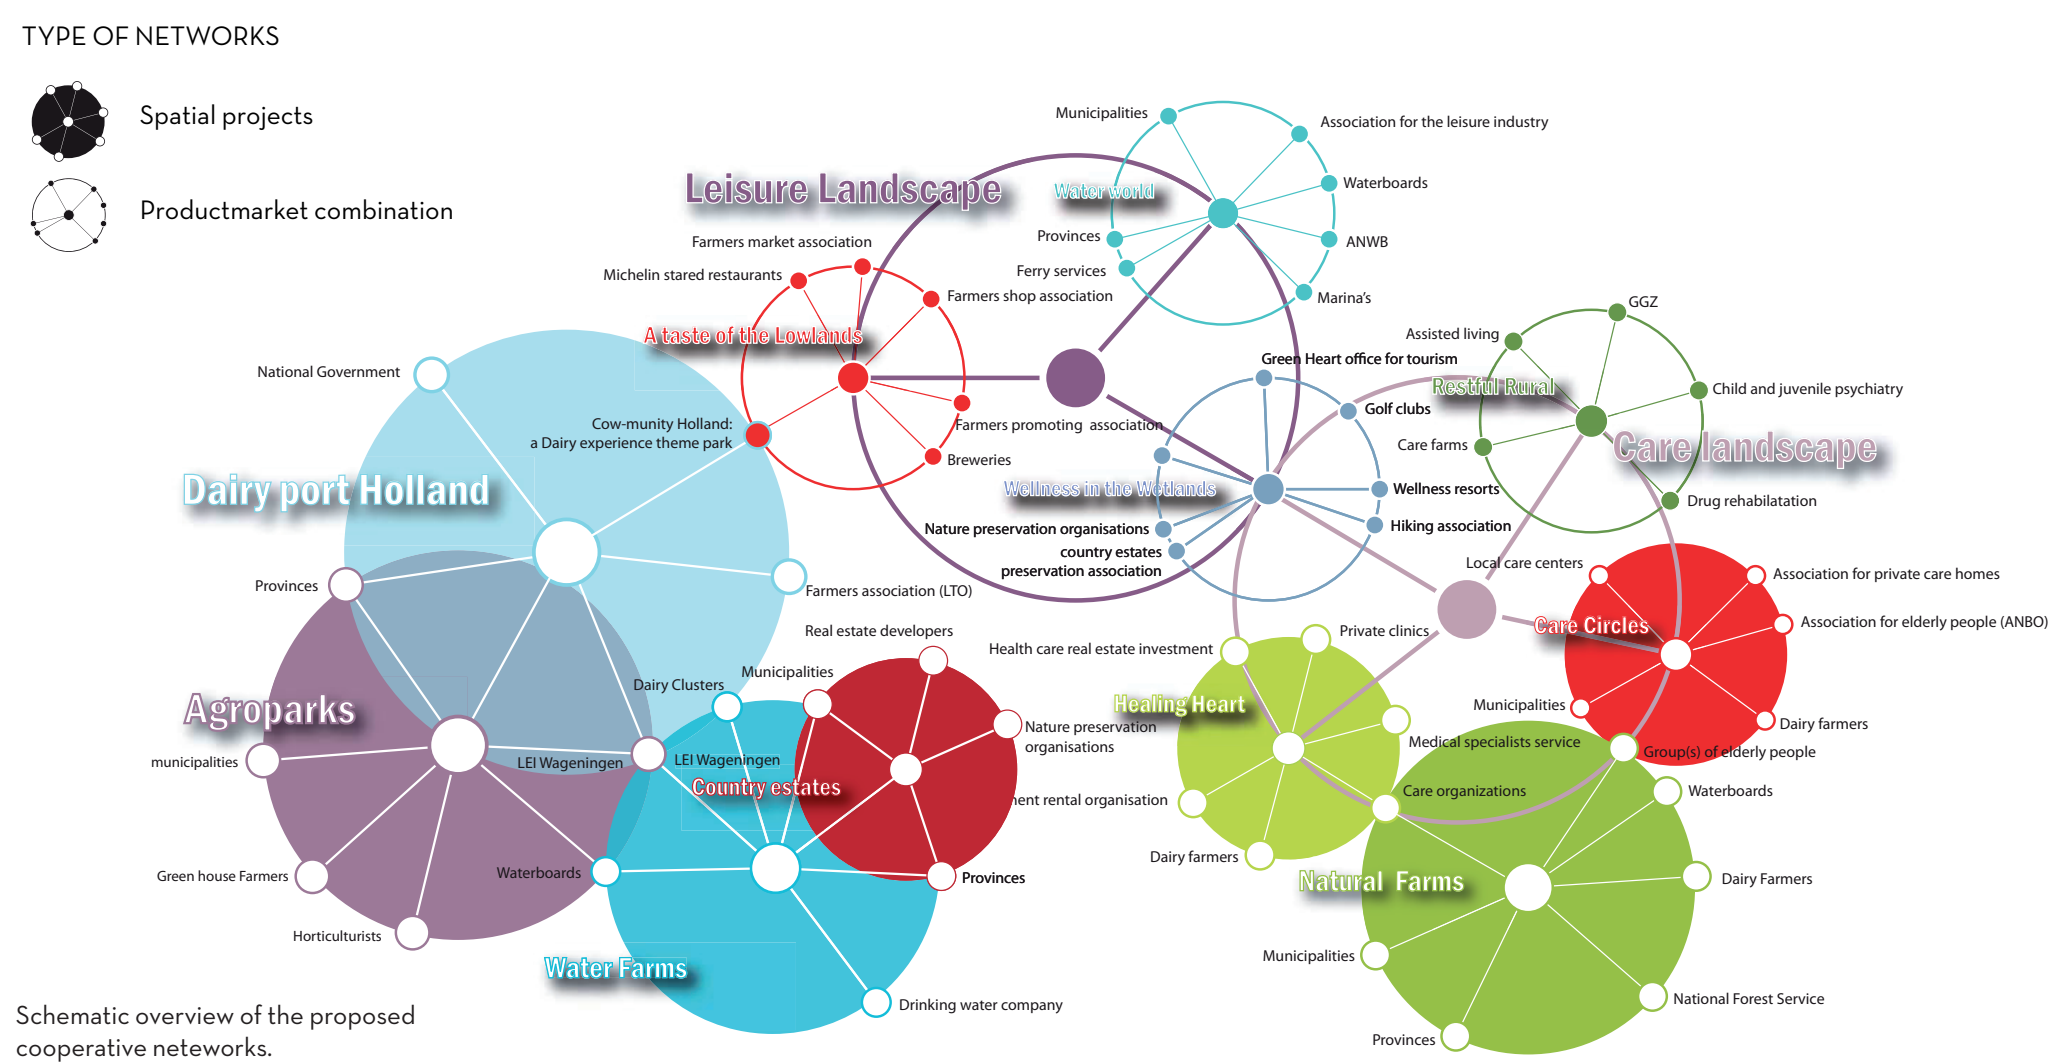 TYPE OF NETWORKS
Spatial projects
Productmarket combination
Leisure Landscape
Water world
Municipalities
Association for the leisure industry
Waterboards
ANWB
Marina's
Provinces
Ferry services
Farmers market association
Michelin stared restaurants
Farmers shop association
A taste of the Lowlands
Farmers promoting association
Breweries
Cow-munity Holland:
a Dairy experience theme park
National Government
Dairy port Holland
Provinces
Farmers association (LTO)
Green Heart office for tourism
Golf clubs
Wellness in the Wetlands
Wellness resorts
Hiking association
Nature preservation organisations
country estates
preservation association
GGZ
Assisted living
Restful Rural
Child and juvenile psychiatry
Care farms
Care landscape
Drug rehabilatation
Local care centers
Association for private care homes
Care Circles
Association for elderly people (ANBO)
Municipalities
Dairy farmers
Group(s) of elderly people
Private clinics
Health care real estate investment
Healing Heart
Medical specialists service
Care organizations
ent rental organisation
Dairy farmers
Real estate developers
Municipalities
Dairy Clusters
Nature preservation
organisations
Country estates
LEI Wageningen
LEI Wageningen
Agroparks
municipalities
Green house Farmers
Horticulturists
Waterboards
Provinces
Water Farms
Drinking water company
Natural Farms
Waterboards
Dairy Farmers
Municipalities
National Forest Service
Provinces
Schematic overview of the proposed
cooperative neteworks.